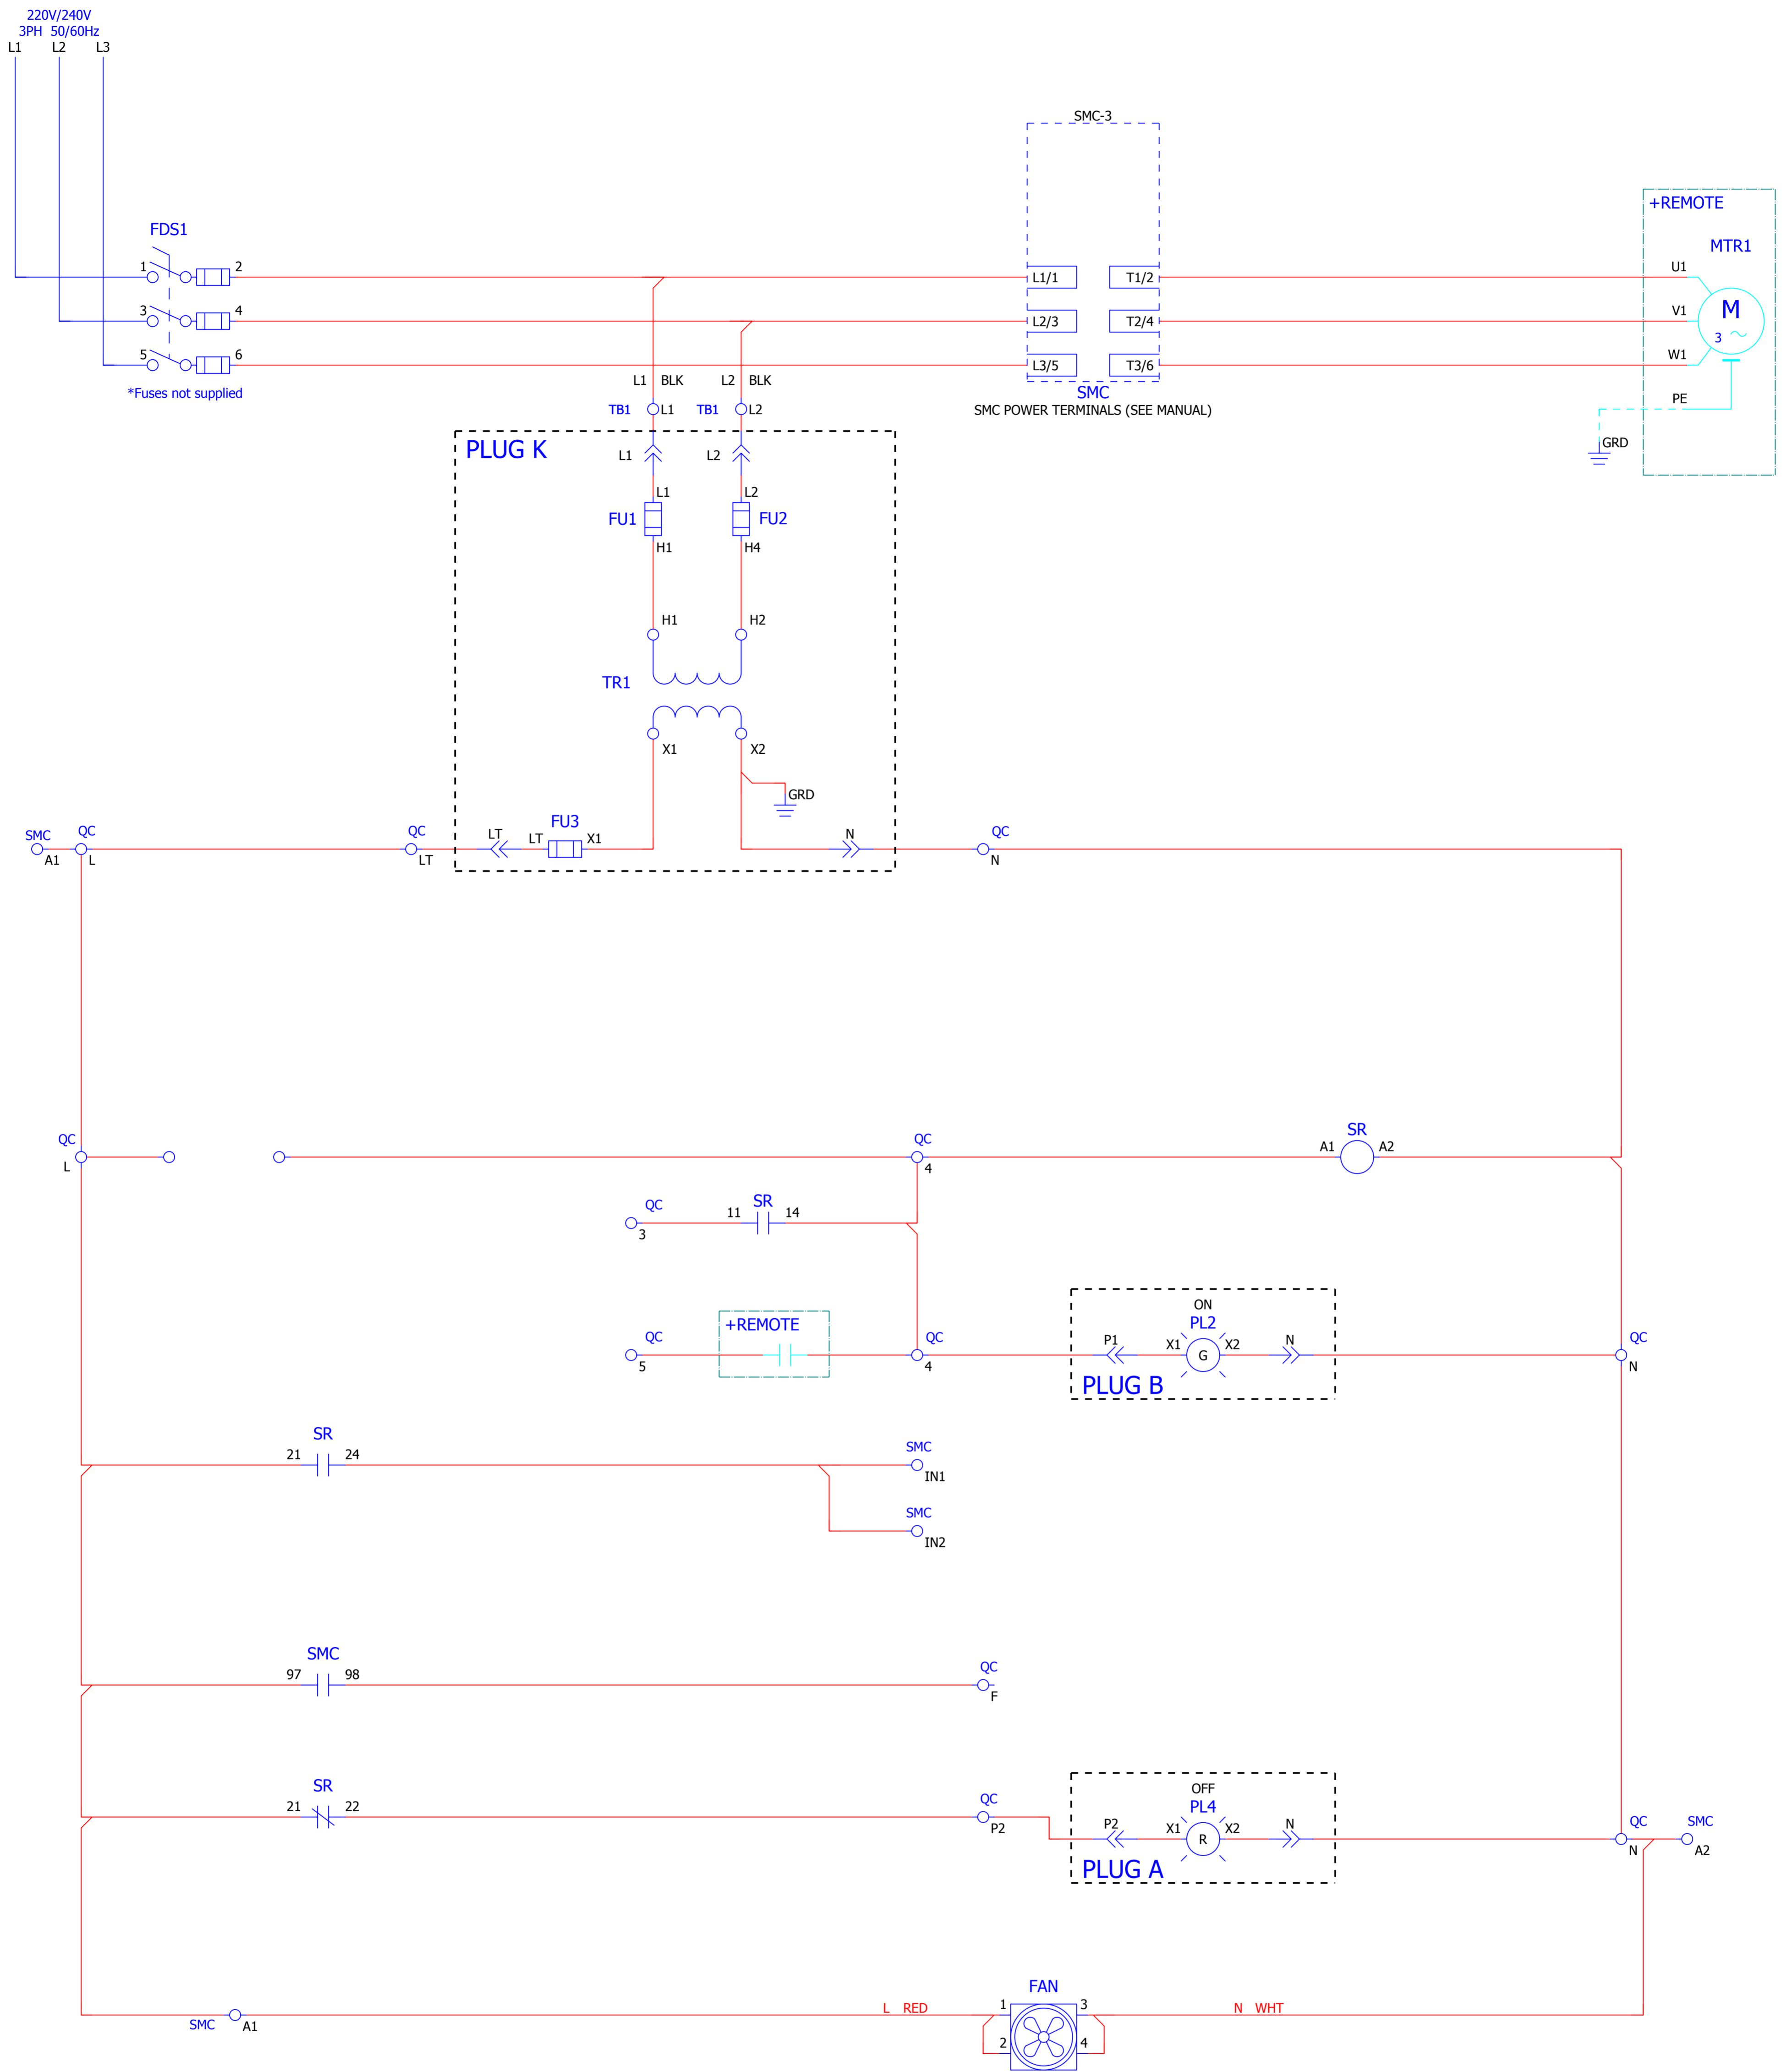 220V/240V
3PH 50/60Hz
L1 L2 L3
SMC-3
+REMOTE
FDS1
MTR1
1 2 L1/1 T1/2 U1
3 4 L2/3 T2/4 V1
M
3
5 6 L3/5 T3/6 W1
*Fuses not supplied
L1 BLK L2 BLK
SMC
PE
TB1 L1 TB1 L2
SMC POWER TERMINALS (SEE MANUAL)
GRD
PLUG K
L1 L2
L1 L2
FU1 FU2
H1 H4
H1 H2
TR1
X1 X2
GRD
FU3
SMC QC QC LT LT X1 N QC
A1 L LT N
SR
QC QC A1 A2
L 4
SR
QC 11 14
3
ON
+REMOTE PL2
QC QC P1 X1 X2 N QC
G
5 4 N
PLUG B
SR
21 24 SMC
IN1
SMC
IN2
SMC
97 98 QC
F
SR OFF
21 22 QC PL4
P2 P2 X1 X2 N QC SMC
R
N A2
PLUG A
FAN
L RED 1 3 N WHT
SMC A1
2 4